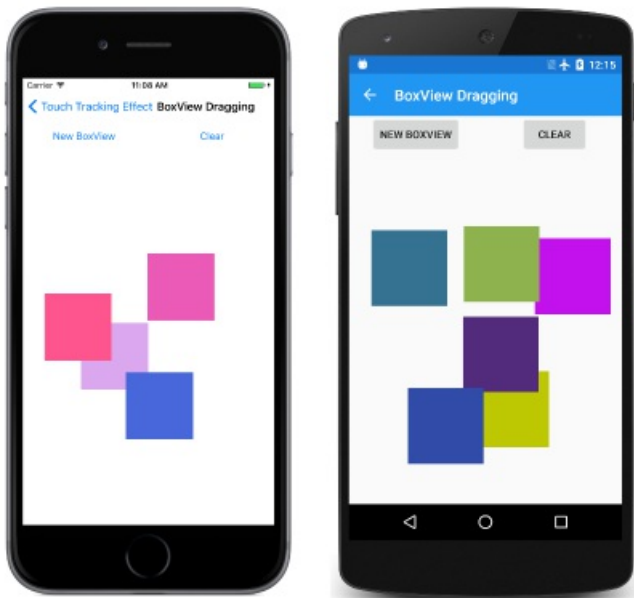 Carrier 11:08 AM
Touch Tracking Effect BoxView Dragging
New BoxView Clear
12:15
BoxView Dragging
NEW BOXVIEW CLEAR